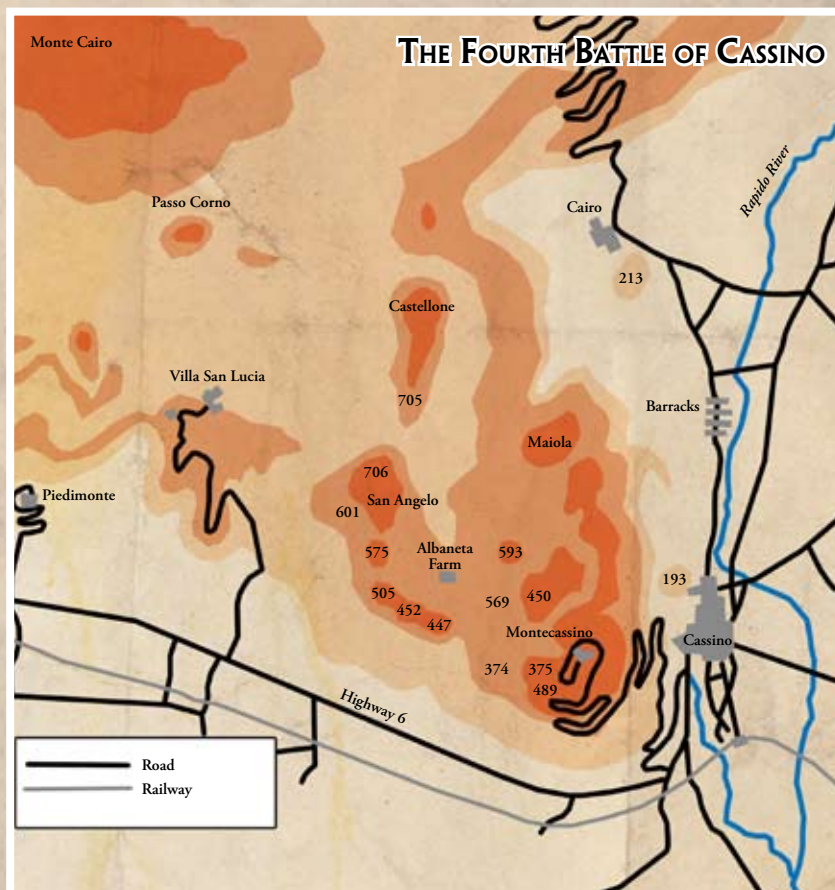 The Fourth Battle of Cassino
Monte Cairo
Rapido River
Passo Corno
Cairo
213
Castellone
Villa San Lucia
705
Barracks
Maiola
706
San Angelo
Piedimonte
601
575
Albaneta
Farm
593
193
505
569
450
452
447
Montecassino
Cassino
374
375
489
Highway 6
Road
Railway